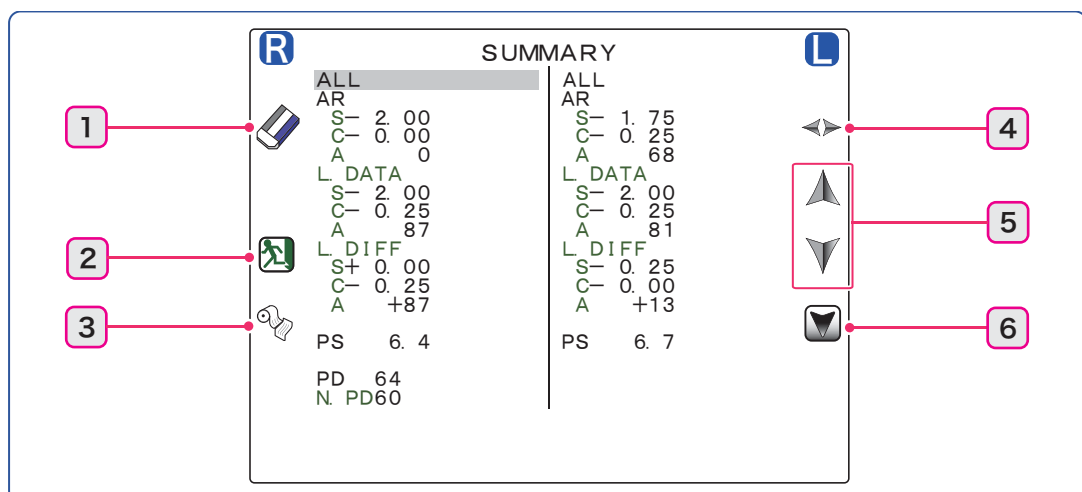 R SUMMARY L
ALL
AR
S− 2. 00
C− 0. 00
A 0
L. DATA
S− 2. 00
C− 0. 25
A 87
L. DIFF
S+ 0. 00
C− 0. 25
A +87
PS 6. 4
PD 64
N. PD60
ALL
AR
S− 1. 75
C− 0. 25
A 68
L. DATA
S− 2. 00
C− 0. 25
A 81
L. DIFF
S− 0. 25
C− 0. 00
A +13
PS 6. 7
1
2
3
4
5
6